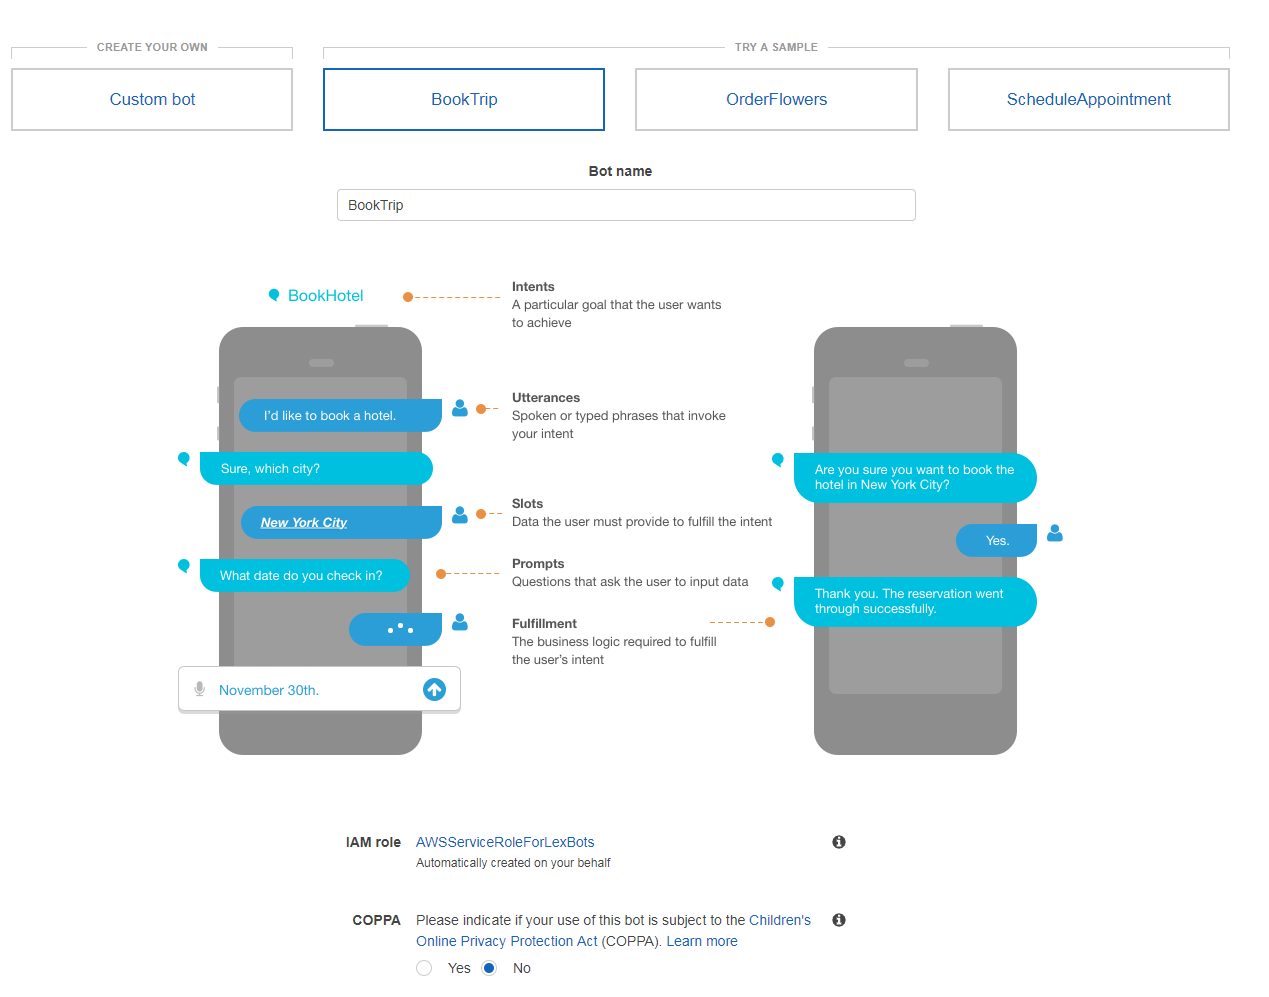 CREATE YOUR OWN
TRY A SAMPLE
Custom bot
BookTrip
OrderFlowers
ScheduleAppointment
Bot name
BookTrip
BookHotel
Intents
A particular goal that the user wants
to achieve
I'd like to book a hotel.
Utterances
Spoken or typed phrases that invoke
your intent
Sure, which city?
New York City
Slots
Data the user must provide to fulfill the intent
What date do you check in?
Prompts
Questions that ask the user to input data
Fulfillment
The business logic required to fulfill
the user's intent
November 30th.
Are you sure you want to book the
hotel in New York City?
Yes.
Thank you. The reservation went
through successfully.
IAM role
AWSServiceRoleForLexBots
Automatically created on your behalf
COPPA
Please indicate if your use of this bot is subject to the Children's
Online Privacy Protection Act (COPPA). Learn more
Yes
No